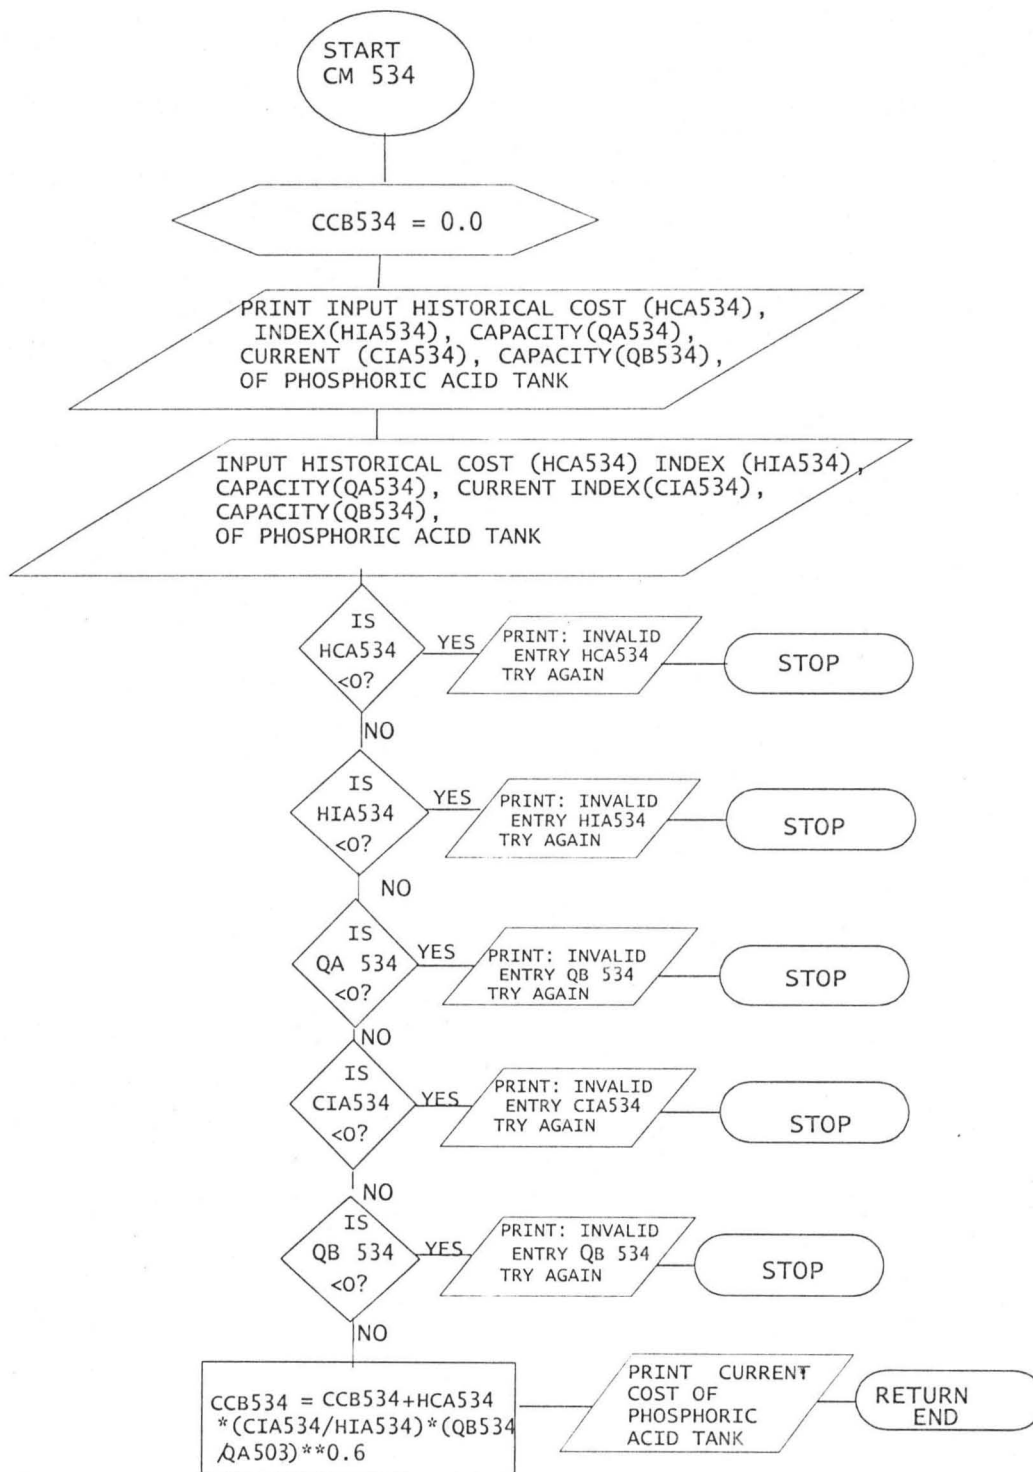 START
CM 534
CCB534 = 0.0
PRINT INPUT HISTORICAL COST (HCA534),
INDEX(HIA534), CAPACITY(QA534),
CURRENT (CIA534), CAPACITY(QB534),
OF PHOSPHORIC ACID TANK
INPUT HISTORICAL COST (HCA534) INDEX (HIA534),
CAPACITY(QA534), CURRENT INDEX(CIA534),
CAPACITY(QB534),
OF PHOSPHORIC ACID TANK
IS
HCA534
<0?
YES
PRINT: INVALID
ENTRY HCA534
TRY AGAIN
STOP
NO
IS
HIA534
<0?
YES
PRINT: INVALID
ENTRY HIA534
TRY AGAIN
STOP
NO
IS
QA 534
<0?
YES
PRINT: INVALID
ENTRY QB 534
TRY AGAIN
STOP
NO
IS
CIA534
<0?
YES
PRINT: INVALID
ENTRY CIA534
TRY AGAIN
STOP
NO
IS
QB 534
<0?
YES
PRINT: INVALID
ENTRY QB 534
TRY AGAIN
STOP
NO
CCB534 = CCB534+HCA534
*(CIA534/HIA534)*(QB534
/QA503)**0.6
PRINT CURRENT
COST OF
PHOSPHORIC
ACID TANK
RETURN
END